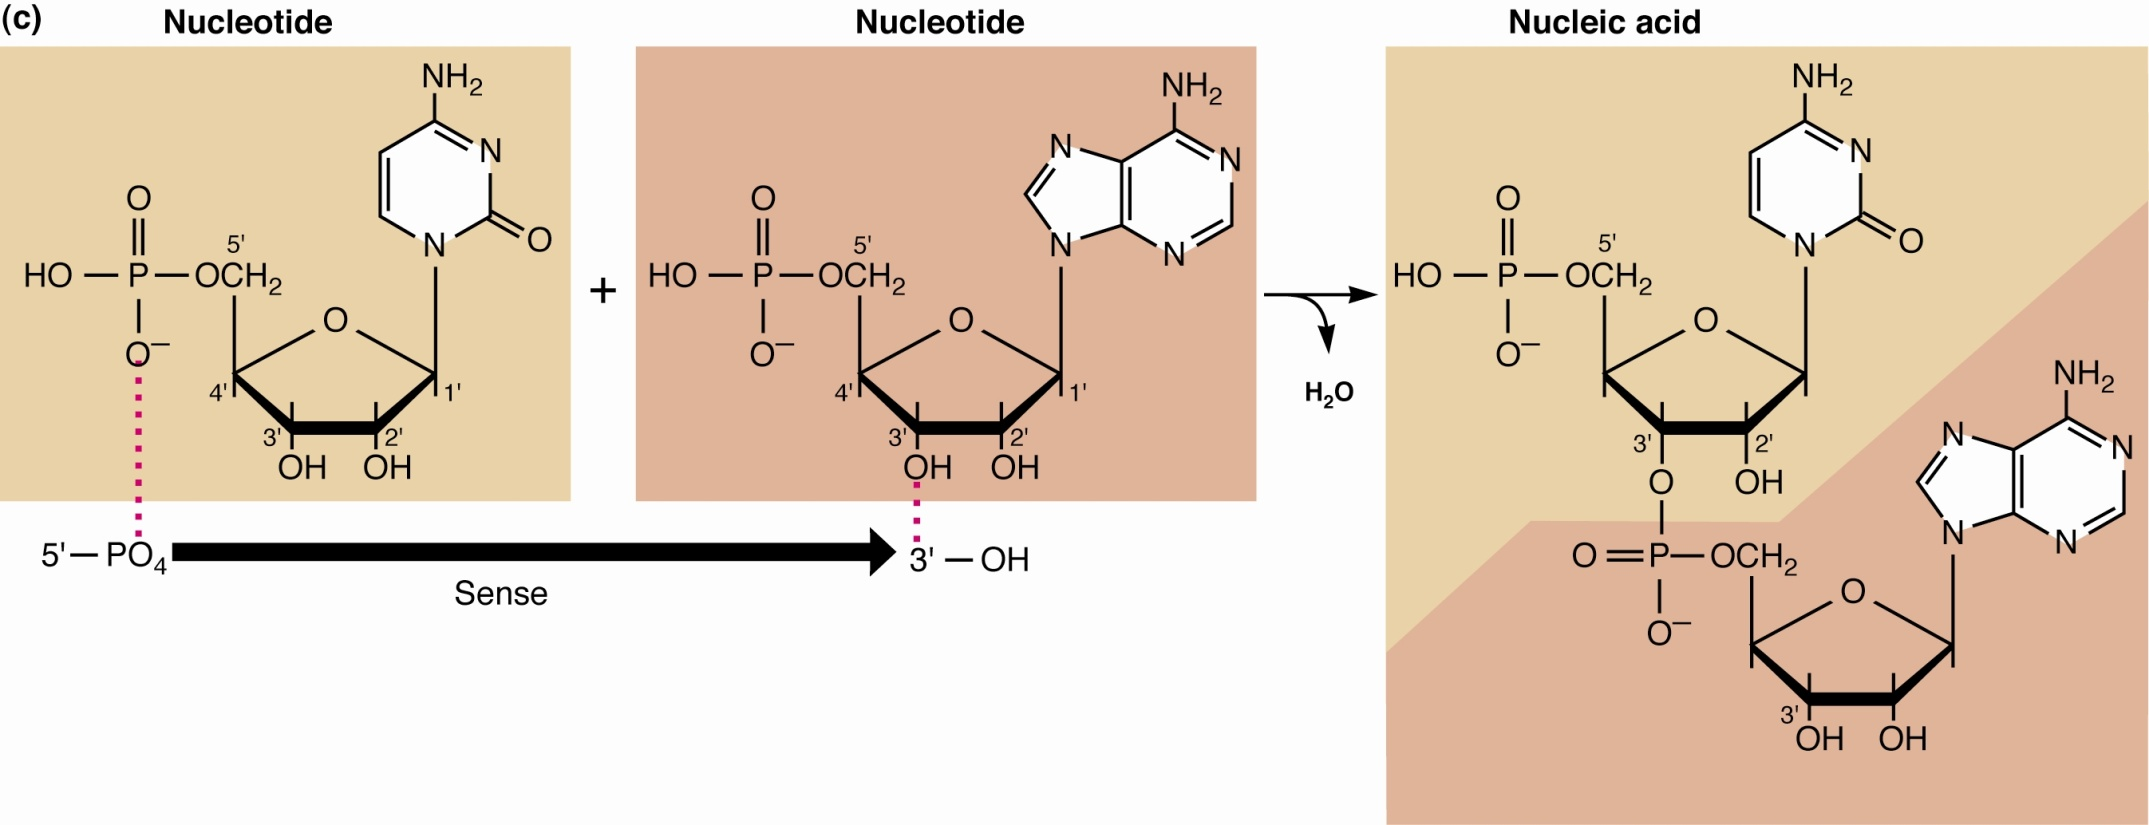 (c)
Nucleotide
NH2
N
N
O
O
HO
P
O−
5'
OCH2
O
4'
1'
3'
2'
OH
OH
+
Nucleotide
NH2
N
N
N
N
O
HO
P
O−
5'
OCH2
O
4'
1'
3'
2'
OH
OH
H2O
5'—PO4
3'—OH
Sense
Nucleic acid
NH2
N
N
O
O
HO
P
O−
5'
OCH2
O
3'
2'
O
OH
O=P—OCH2
O−
NH2
N
N
N
N
O
3'
OH
OH